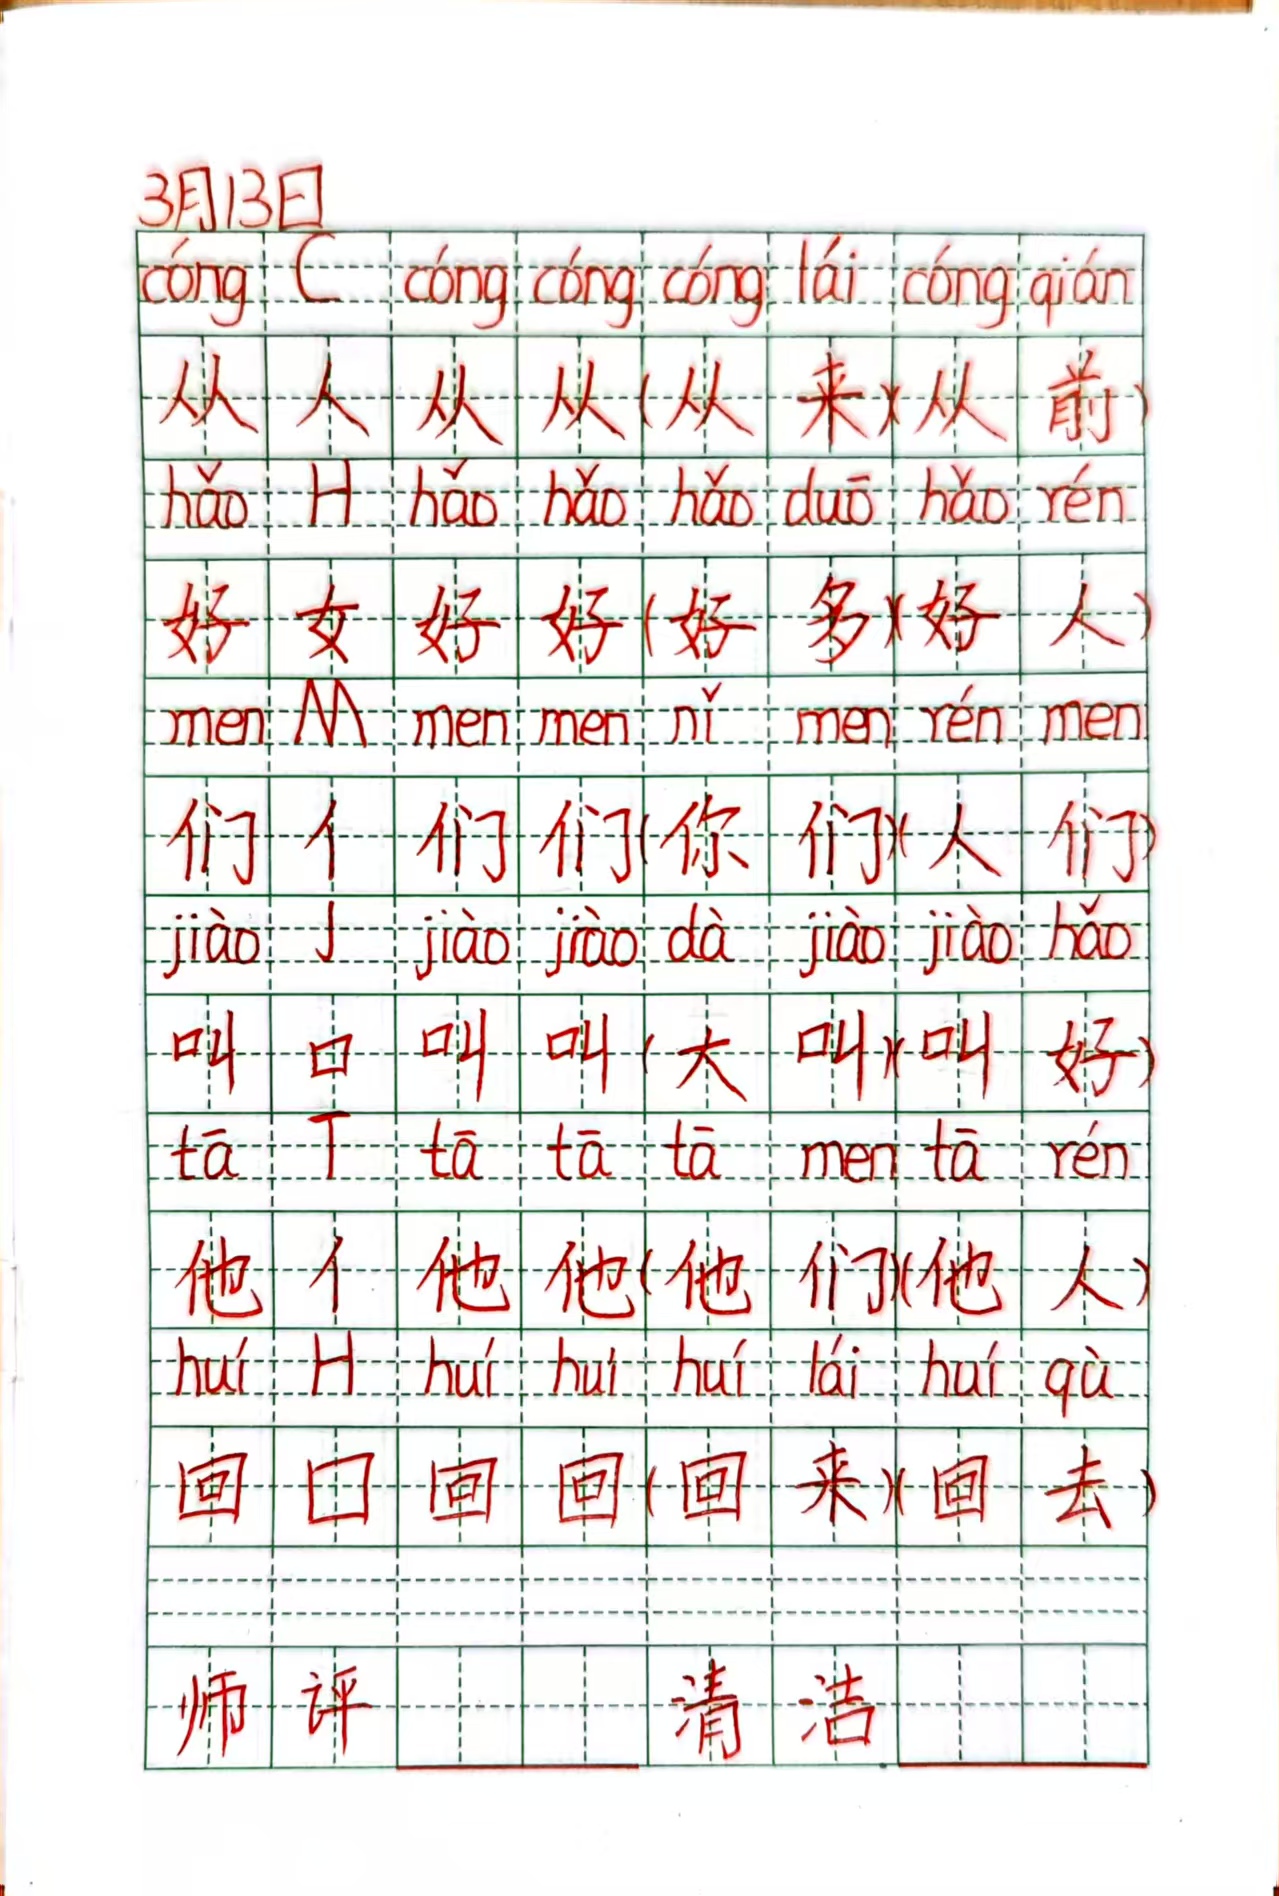 3月13日
cóng C cóng cóng cóng lái cóng qián
从 人 从 从 (从 来)(从 前)
hǎo H hǎo hǎo hǎo duō hǎo rén
好 女 好 好 (好 多)(好 人)
men M men men nǐ men rén men
们 亻 们 们 (你 们)(人 们)
jiào J jiào jiào dà jiào jiào hǎo
叫 口 叫 叫 (大 叫)(叫 好)
tā T tā tā tā men tā rén
他 亻 他 他 (他 们)(他 人)
huí H huí huí huí lái huí qù
回 囗 回 回 (回 来)(回 去)
师 评 清 洁